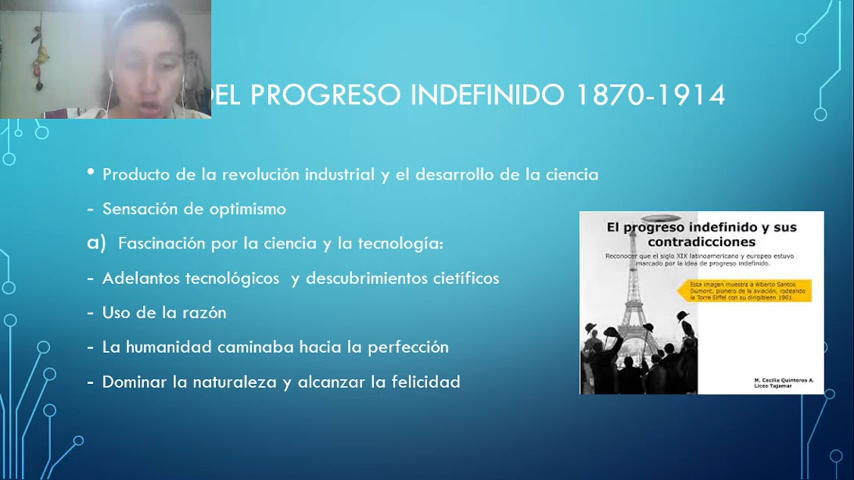 DEL PROGRESO INDEFINIDO 1870-1914
• Producto de la revolución industrial y el desarrollo de la ciencia
- Sensación de optimismo
a) Fascinación por la ciencia y la tecnología:
- Adelantos tecnológicos y descubrimientos cietíficos
- Uso de la razón
- La humanidad caminaba hacia la perfección
- Dominar la naturaleza y alcanzar la felicidad
El progreso indefinido y sus
contradicciones
Reconocer que el siglo XIX latinoamericano y europeo estuvo
marcado por la idea de progreso indefinido.
Esta imagen muestra a Alberto Santos
Dumont, pionero de la aviación, rodeando
la Torre Eiffel con su dirigibleen 1901.
M. Cecilia Quinteros A.
Liceo Tajamar